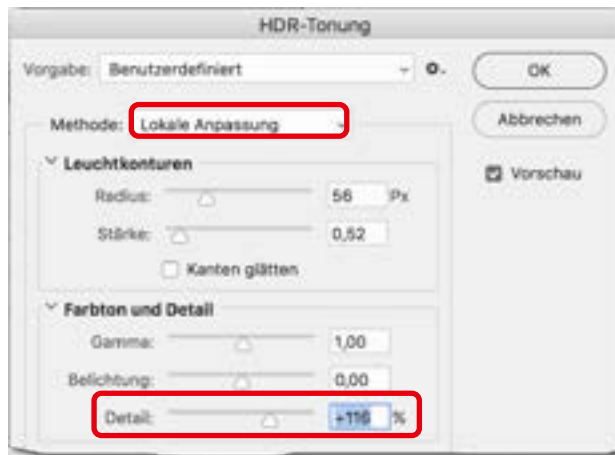 HDR-Tonung
Vorgabe: Benutzerdefiniert
OK
Methode: Lokale Anpassung
Abbrechen
Leuchtkonturen
Vorschau
Radius: 56 Px
Stärke: 0,52
Kanten glätten
Farbton und Detail
Gamma: 1,00
Belichtung: 0,00
Detail: +116 %